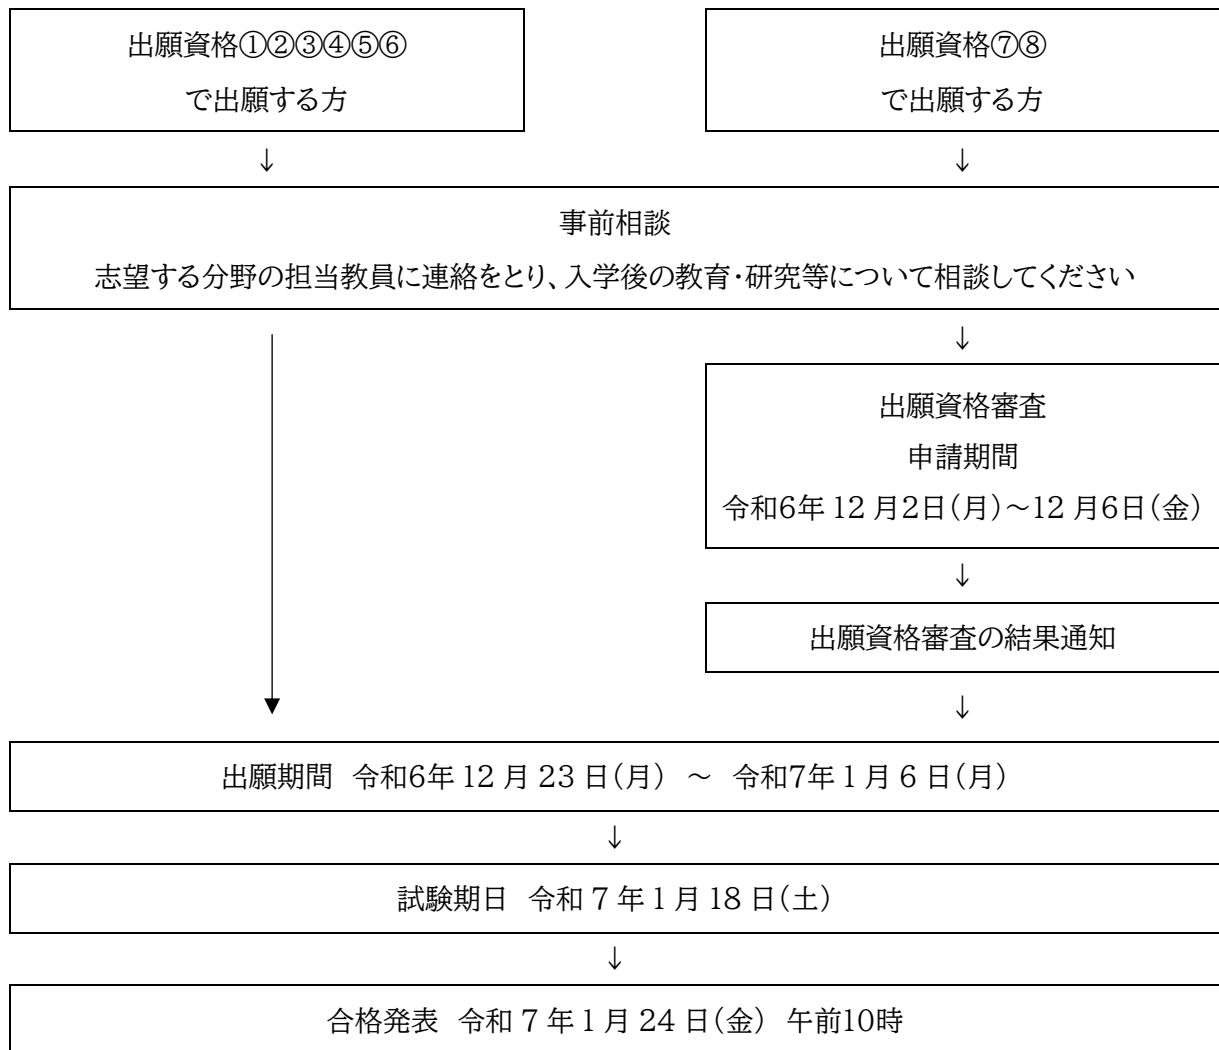 出願資格①②③④⑤⑥
で出願する方
出願資格⑦⑧
で出願する方
↓
↓
事前相談
志望する分野の担当教員に連絡をとり、入学後の教育・研究等について相談してください
↓
出願資格審査
申請期間
令和6年 12 月2日（月）～12 月6日（金）
↓
出願資格審査の結果通知
↓
出願期間 令和6年 12 月 23 日（月） ～ 令和7年 1 月 6 日（月）
↓
試験期日 令和 7 年 1 月 18 日（土）
↓
合格発表 令和 7 年 1 月 24 日（金） 午前10時